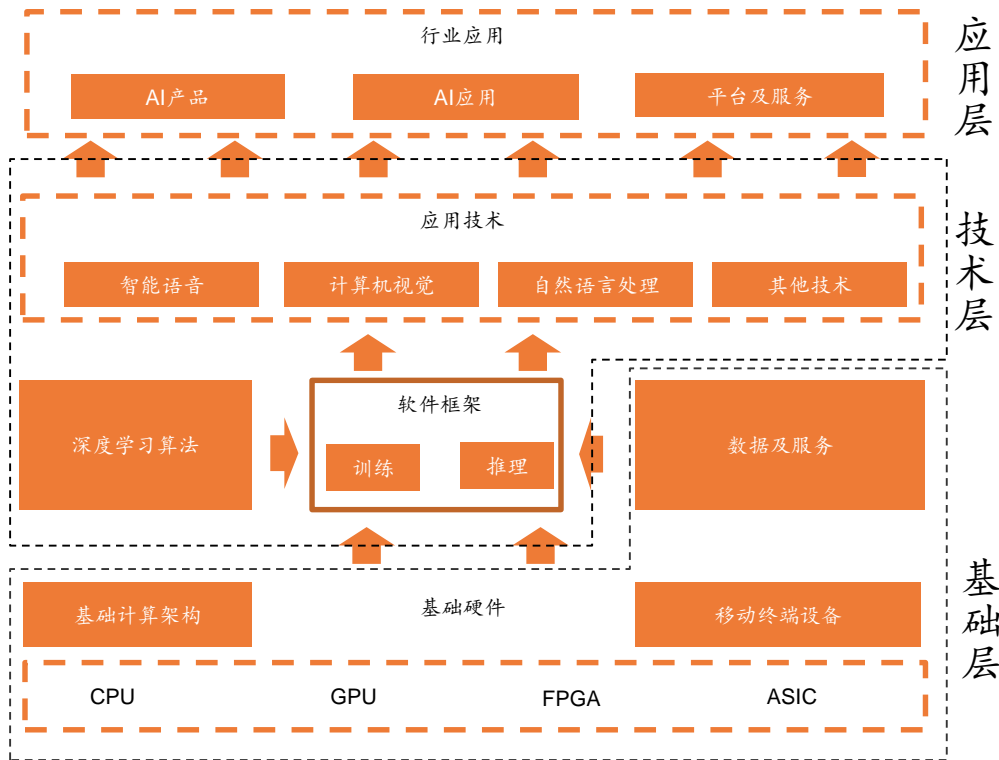 行业应用
AI产品
AI应用
平台及服务
应用层
应用技术
智能语音
计算机视觉
自然语言处理
其他技术
技术层
深度学习算法
软件框架
训练
推理
数据及服务
基础计算架构
基础硬件
移动终端设备
基础层
CPU
GPU
FPGA
ASIC